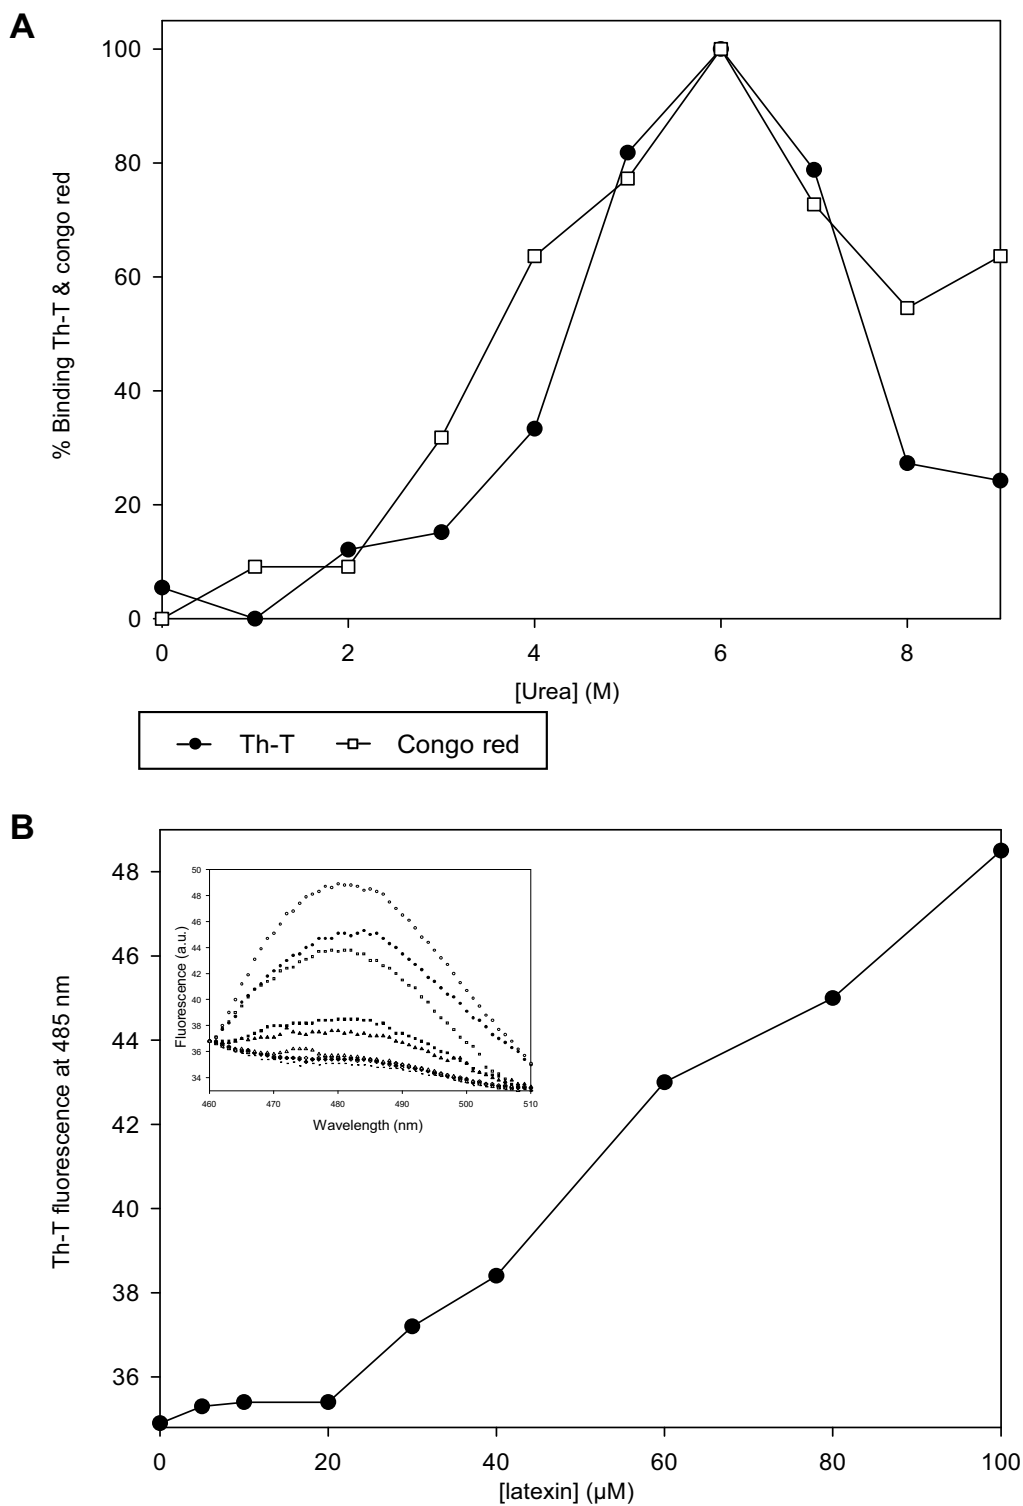 A
% Binding Th-T & congo red
100
80
60
40
20
0
0 2 4 6 8
[Urea] (M)
Th-T Congo red
B
Th-T fluorescence at 485 nm
48
46
44
42
40
38
36
Fluorescence (a.u.)
50
48
46
44
42
40
38
36
34
460 470 480 490 500 510
Wavelength (nm)
0 20 40 60 80 100
[latexin] (µM)